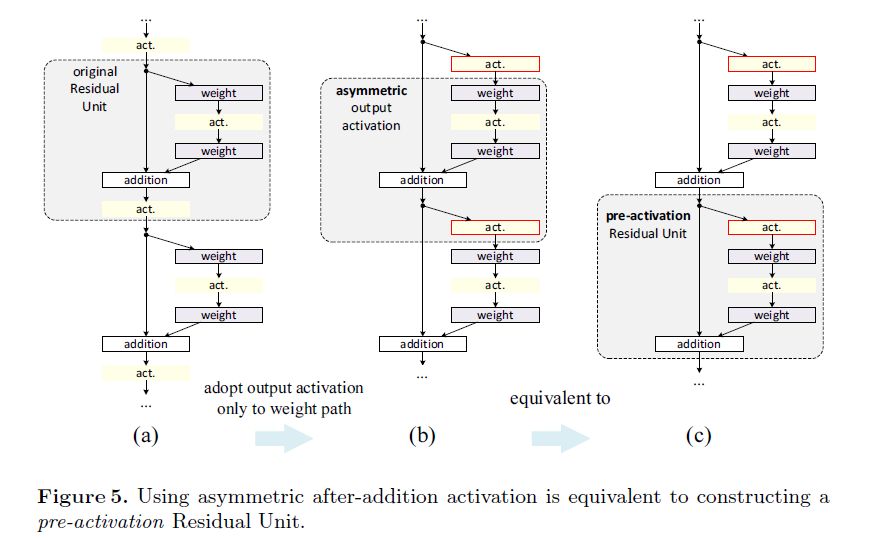 ...
act.
original
Residual
Unit
weight
act.
weight
addition
act.
weight
act.
weight
addition
act.
...
(a)
adopt output activation
only to weight path
...
act.
asymmetric
output
activation
weight
act.
weight
addition
act.
weight
act.
weight
addition
...
(b)
equivalent to
...
act.
weight
act.
weight
addition
pre-activation
Residual Unit
act.
weight
act.
weight
addition
...
(c)
Figure 5. Using asymmetric after-addition activation is equivalent to constructing a
pre-activation Residual Unit.